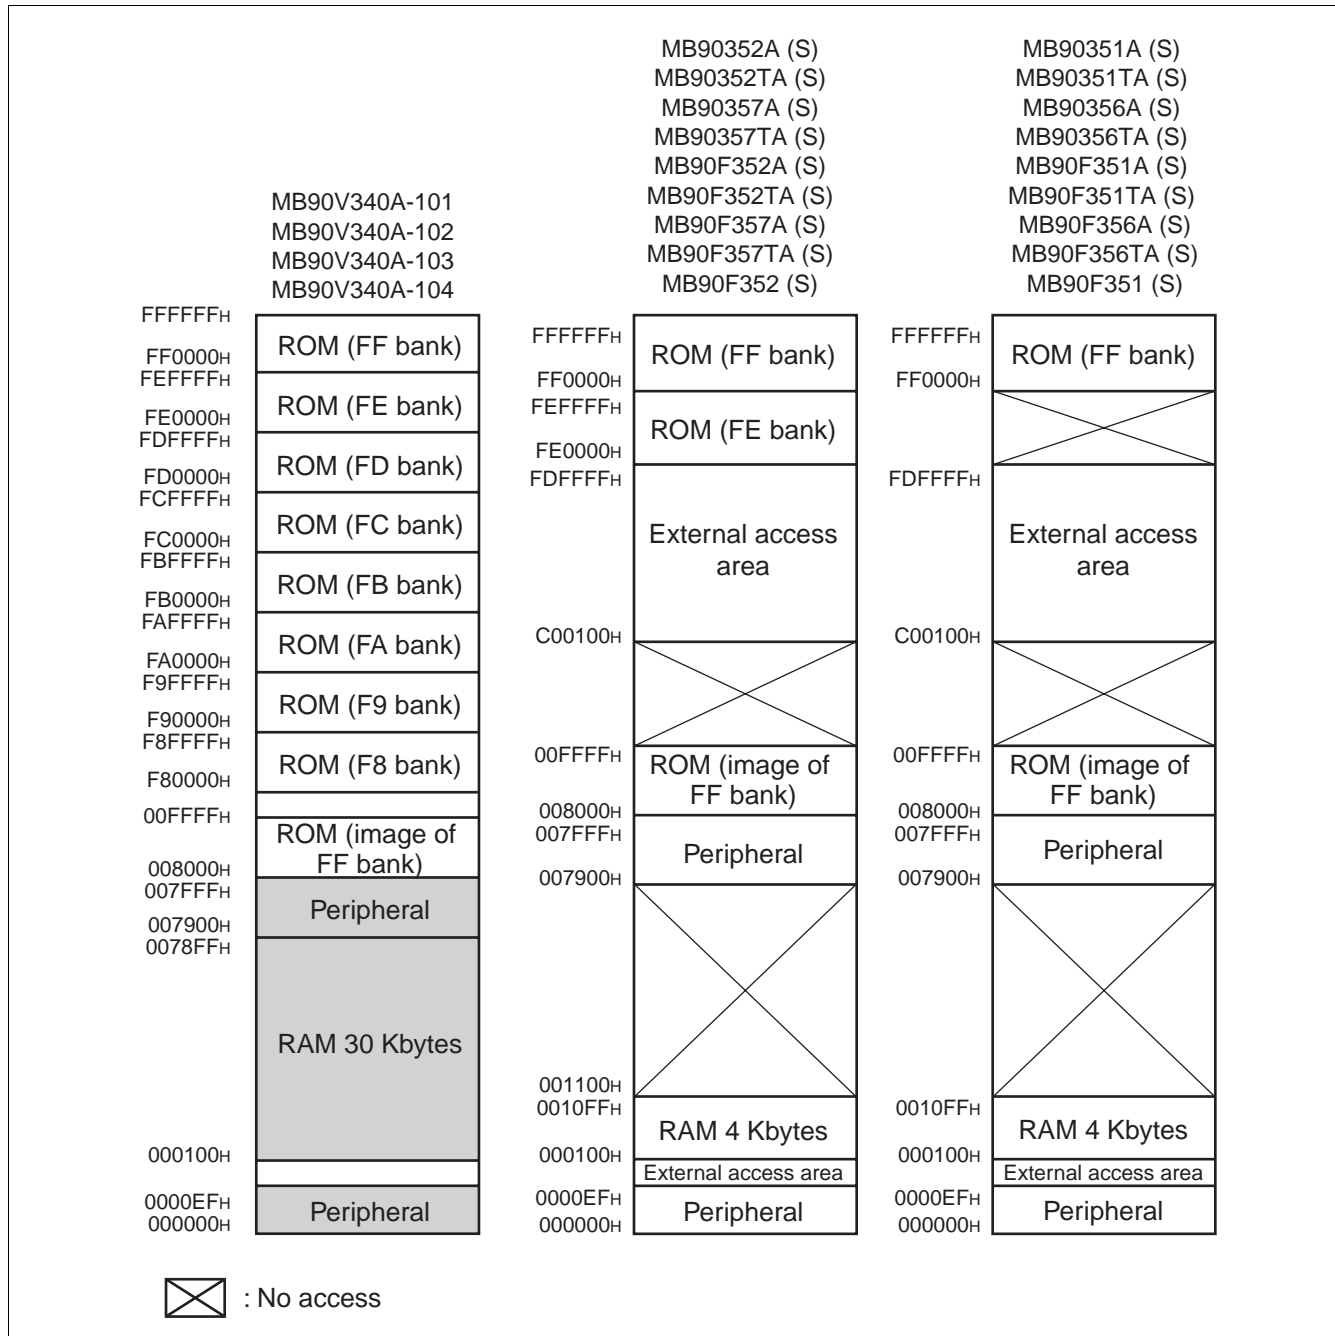 MB90V340A-101
MB90V340A-102
MB90V340A-103
MB90V340A-104
FFFFFFH
ROM (FF bank)
FF0000H
FEFFFFH
ROM (FE bank)
FE0000H
FDFFFFH
ROM (FD bank)
FD0000H
FCFFFFH
ROM (FC bank)
FC0000H
FBFFFFH
ROM (FB bank)
FB0000H
FAFFFFH
ROM (FA bank)
FA0000H
F9FFFFH
ROM (F9 bank)
F90000H
F8FFFFH
ROM (F8 bank)
F80000H
00FFFFH
ROM (image of
FF bank)
008000H
007FFFH
Peripheral
007900H
0078FFH
RAM 30 Kbytes
000100H
0000EFH
Peripheral
000000H
MB90352A (S)
MB90352TA (S)
MB90357A (S)
MB90357TA (S)
MB90F352A (S)
MB90F352TA (S)
MB90F357A (S)
MB90F357TA (S)
MB90F352 (S)
FFFFFFH
ROM (FF bank)
FF0000H
FEFFFFH
ROM (FE bank)
FE0000H
FDFFFFH
External access
area
C00100H
00FFFFH
ROM (image of
FF bank)
008000H
007FFFH
Peripheral
007900H
001100H
0010FFH
RAM 4 Kbytes
000100H
External access area
0000EFH
Peripheral
000000H
MB90351A (S)
MB90351TA (S)
MB90356A (S)
MB90356TA (S)
MB90F351A (S)
MB90F351TA (S)
MB90F356A (S)
MB90F356TA (S)
MB90F351 (S)
FFFFFFH
ROM (FF bank)
FF0000H
FDFFFFH
External access
area
C00100H
00FFFFH
ROM (image of
FF bank)
008000H
007FFFH
Peripheral
007900H
0010FFH
RAM 4 Kbytes
000100H
External access area
0000EFH
Peripheral
000000H
: No access